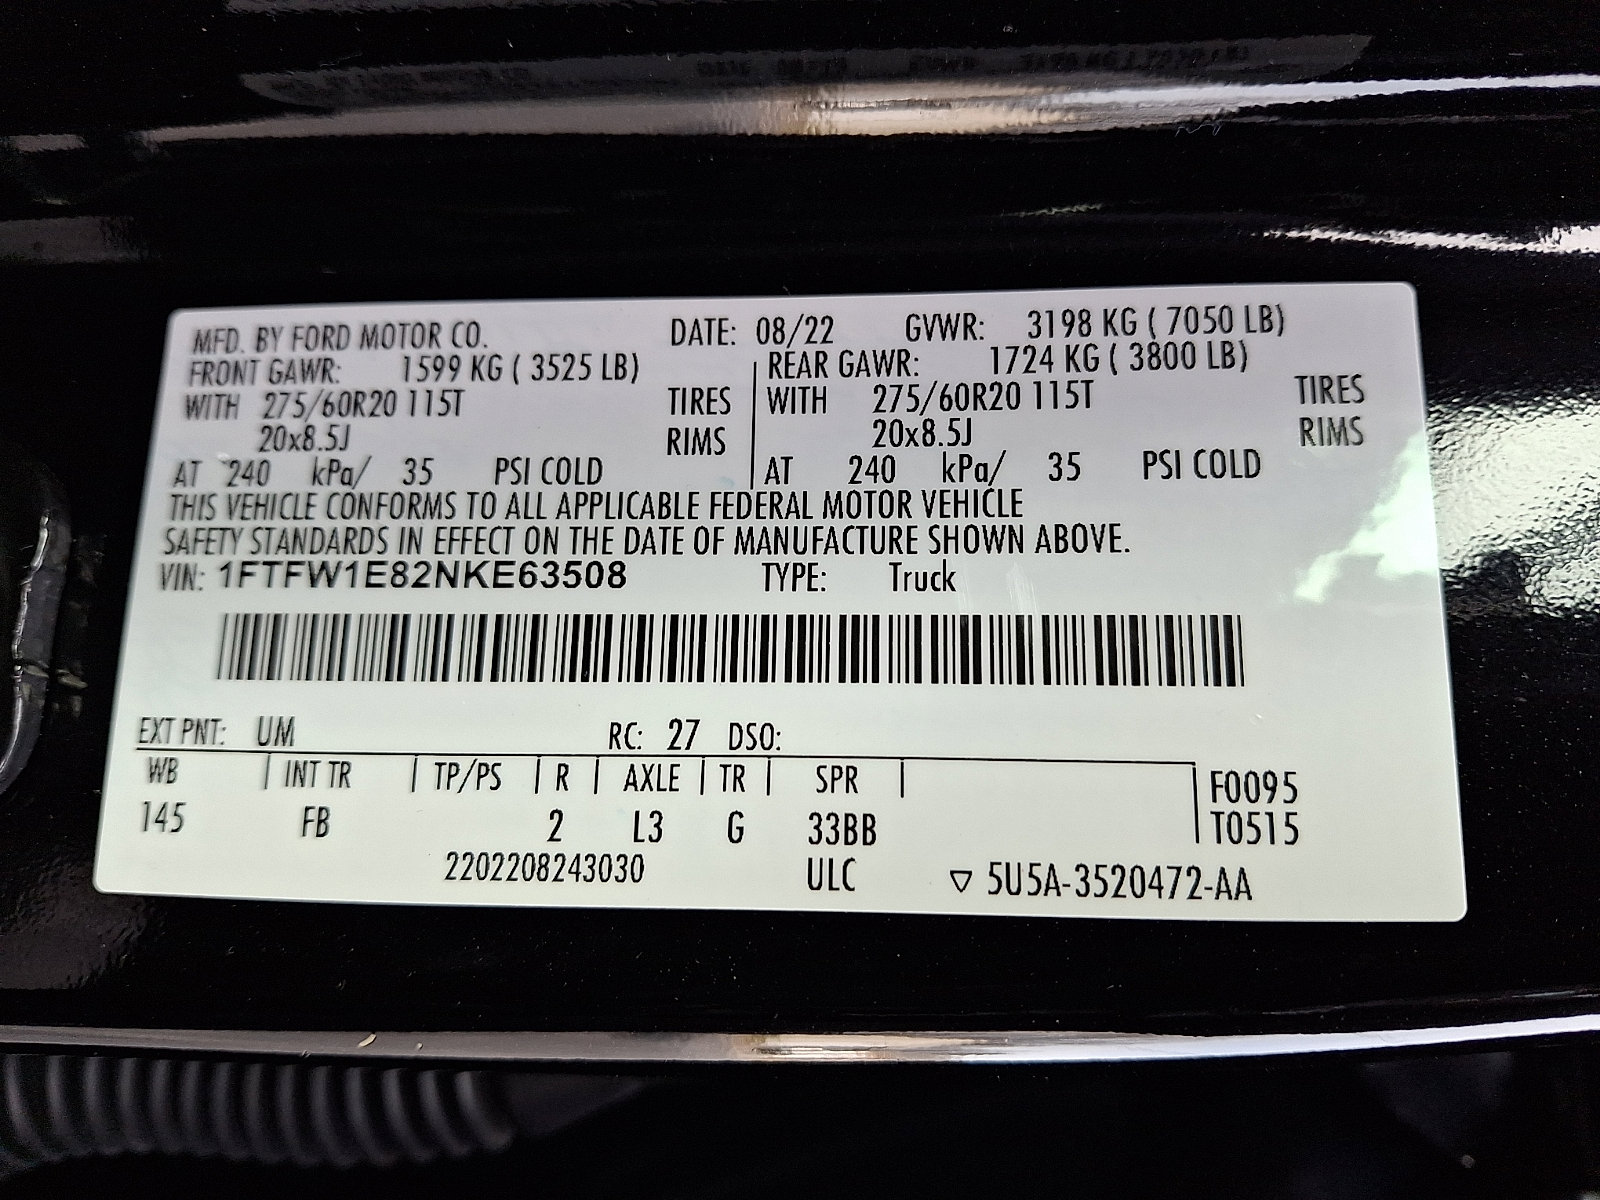 MFD. BY FORD MOTOR CO. DATE: 08/22 GVWR: 3198 KG ( 7050 LB)
FRONT GAWR: 1599 KG ( 3525 LB) REAR GAWR: 1724 KG ( 3800 LB)
WITH 275/60R20 115T TIRES WITH 275/60R20 115T TIRES
20x8.5J RIMS 20x8.5J RIMS
AT 240 kPa/ 35 PSI COLD AT 240 kPa/ 35 PSI COLD
THIS VEHICLE CONFORMS TO ALL APPLICABLE FEDERAL MOTOR VEHICLE
SAFETY STANDARDS IN EFFECT ON THE DATE OF MANUFACTURE SHOWN ABOVE.
VIN: 1FTFW1E82NKE63508 TYPE: Truck
EXT PNT: UM RC: 27 DSO:
WB | INT TR | TP/PS | R | AXLE | TR | SPR | F0095
145 FB 2 L3 G 33BB T0515
2202208243030 ULC ▽ 5U5A-3520472-AA